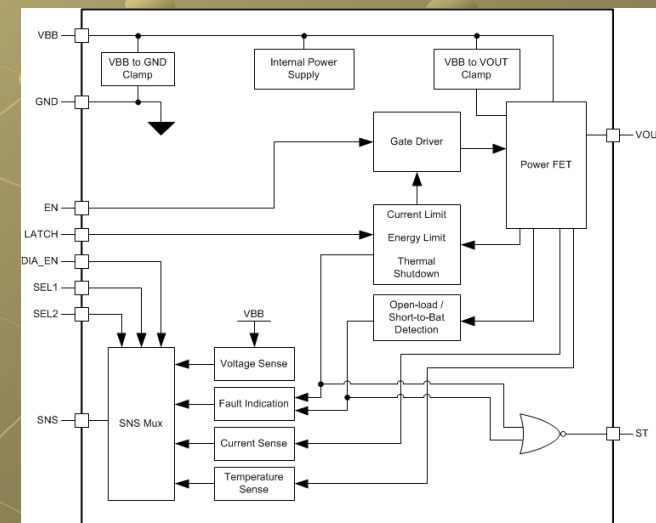 VBB
VBB to GND
Clamp
Internal Power
Supply
VBB to VOUT
Clamp
GND
Gate Driver
Power FET
VOU
EN
LATCH
Current Limit
Energy Limit
Thermal
Shutdown
DIA_EN
SEL1
SEL2
VBB
Open-load /
Short-to-Bat
Detection
Voltage Sense
Fault Indication
SNS
SNS Mux
Current Sense
ST
Temperature
Sense